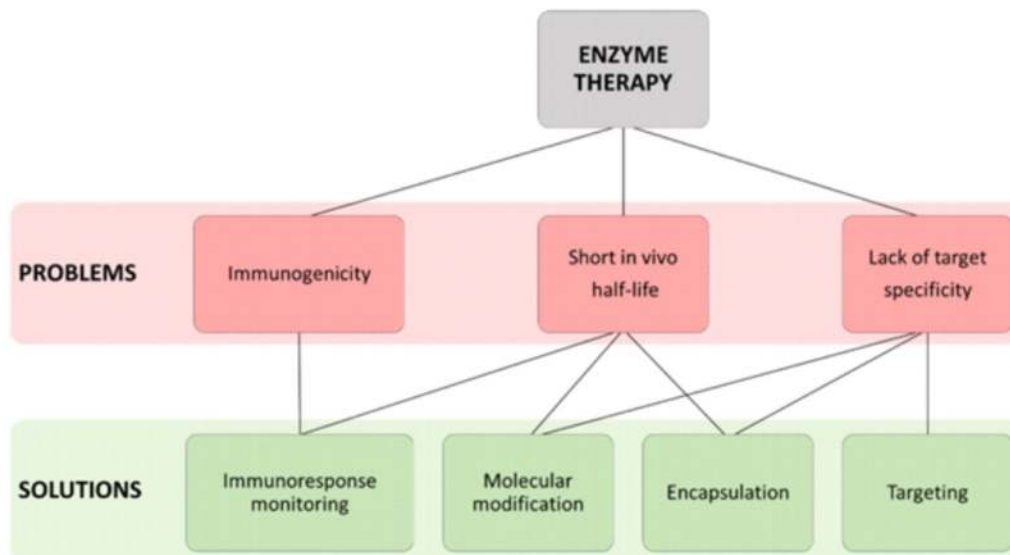 ENZYME
THERAPY
PROBLEMS
Immunogenicity
Short in vivo
half-life
Lack of target
specificity
SOLUTIONS
Immunoresponse
monitoring
Molecular
modification
Encapsulation
Targeting